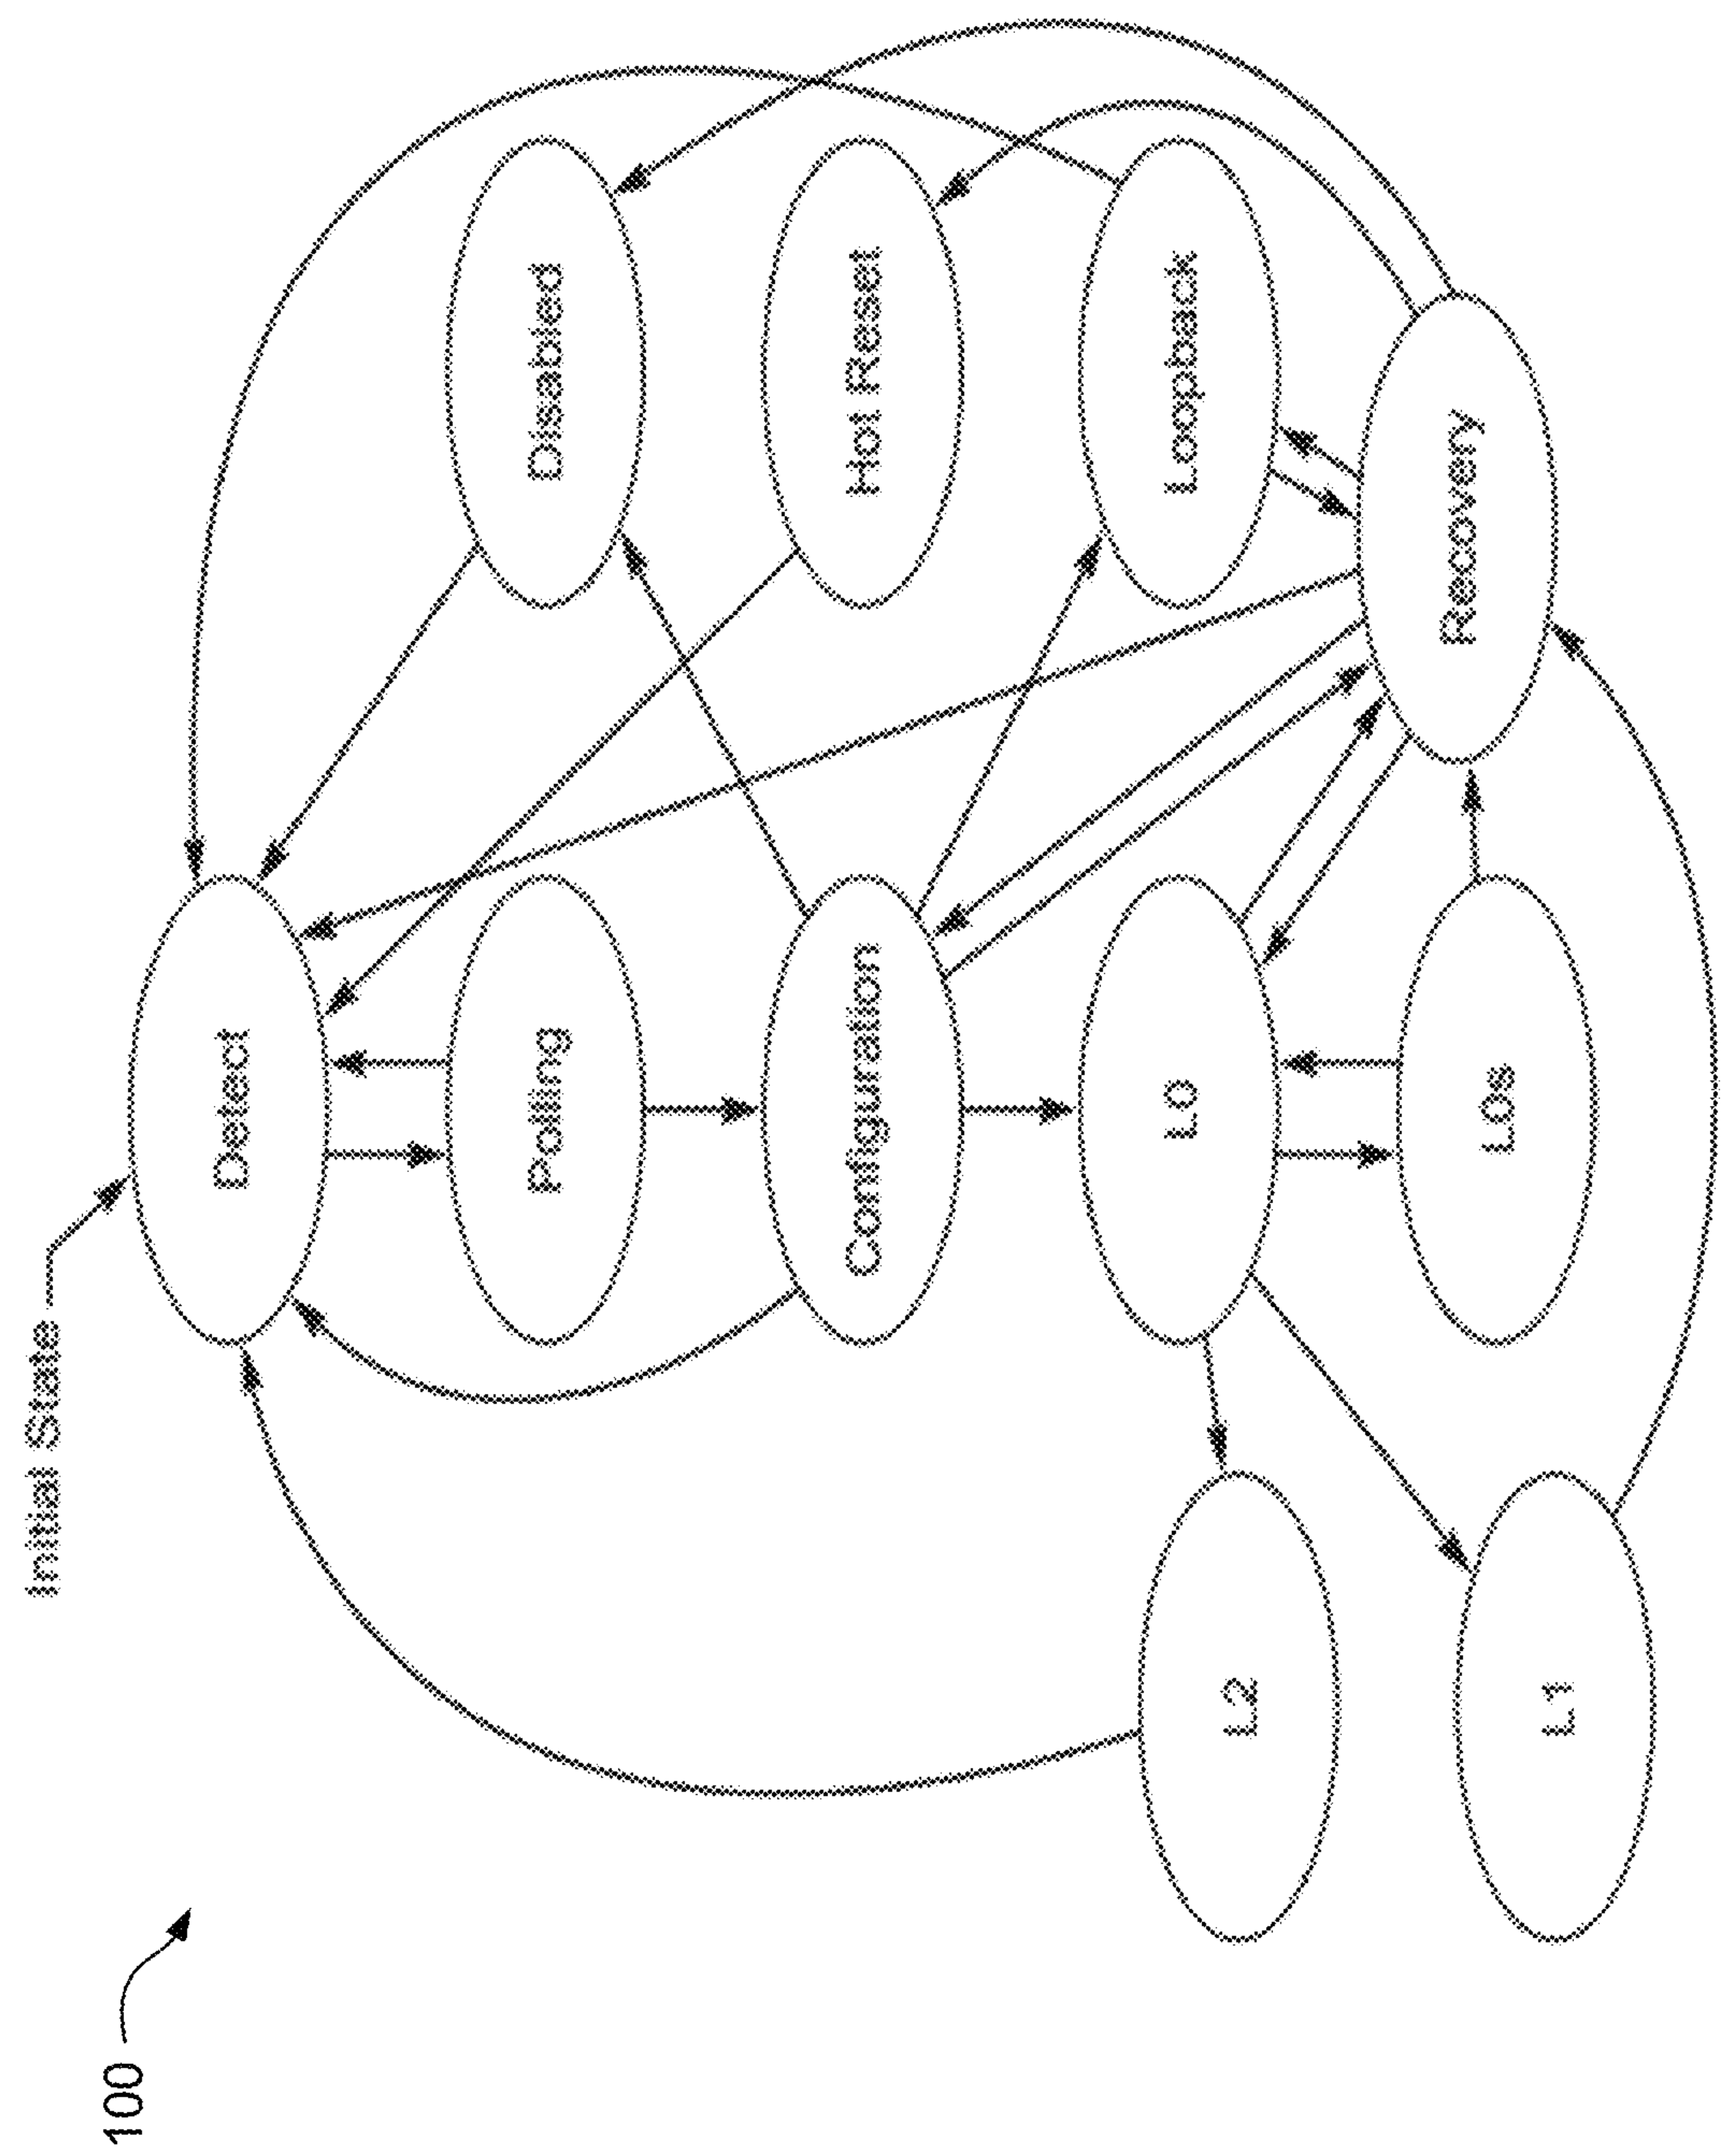 100
Initial State
Detect
Polling
Configuration
L0
L0s
L2
L1
Disabled
Hot Reset
Loopback
Recovery